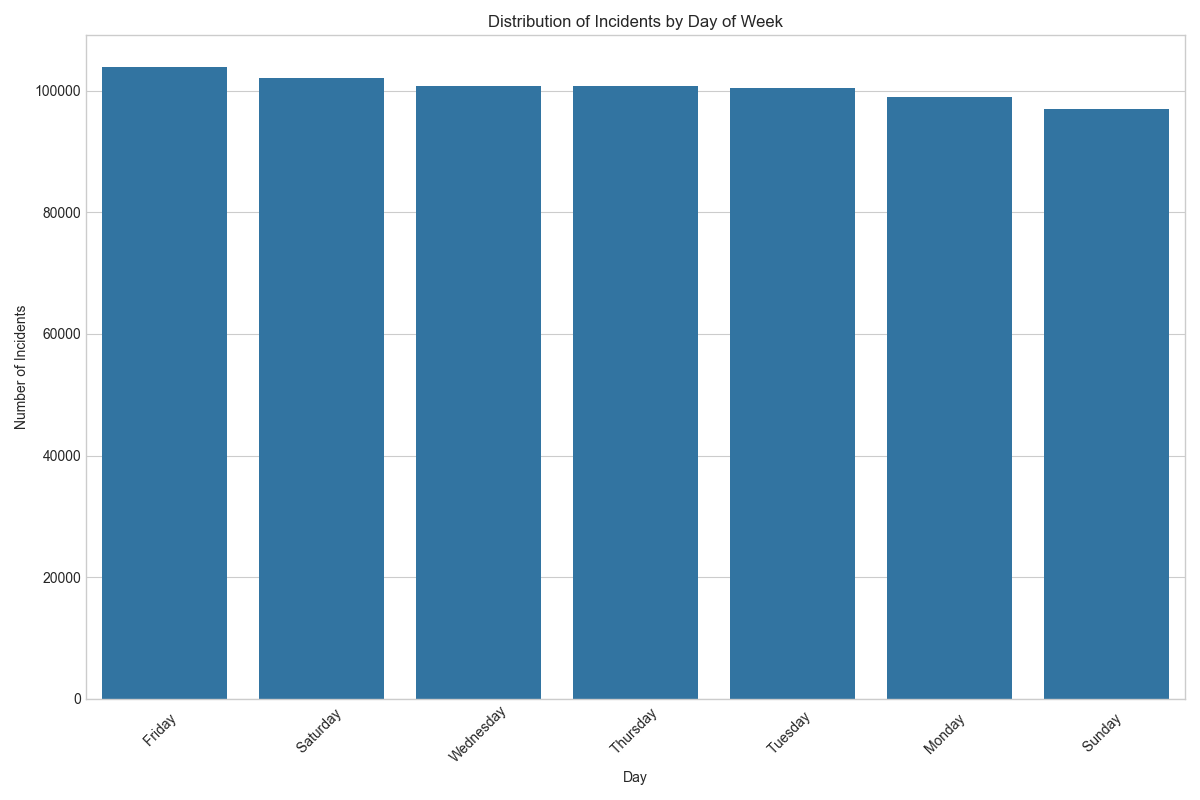 Distribution of Incidents by Day of Week
Number of Incidents
100000
80000
60000
40000
20000
0
Friday
Saturday
Wednesday
Thursday
Tuesday
Monday
Sunday
Day